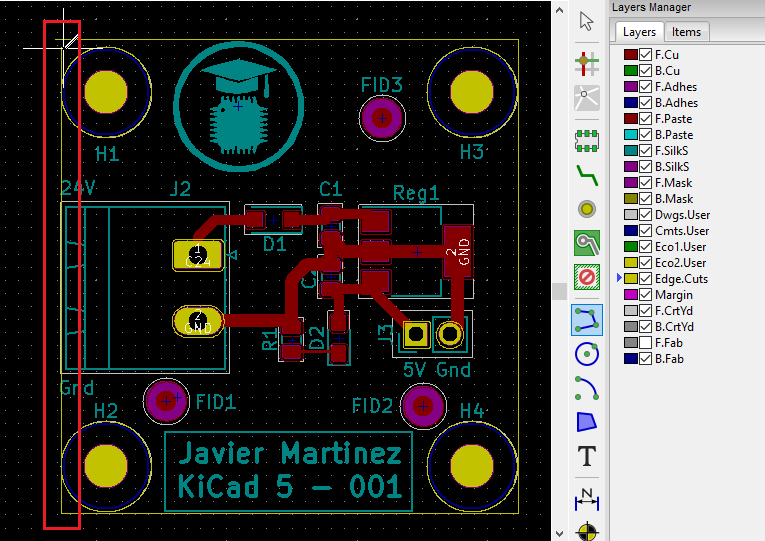 Layers Manager
Layers Items
F.Cu
B.Cu
F.Adhes
B.Adhes
F.Paste
B.Paste
F.SilkS
B.SilkS
F.Mask
B.Mask
Dwgs.User
Cmts.User
Eco1.User
Eco2.User
Edge.Cuts
Margin
F.CrtYd
B.CrtYd
F.Fab
B.Fab
T
N
FID3
H1
H3
24V
J2
C1
Reg1
D1
1
2
GND
2
GND
R1
D2
J3
5V Gnd
Gnd
H2
FID1
FID2
H4
Javier Martinez
KiCad 5 - 001